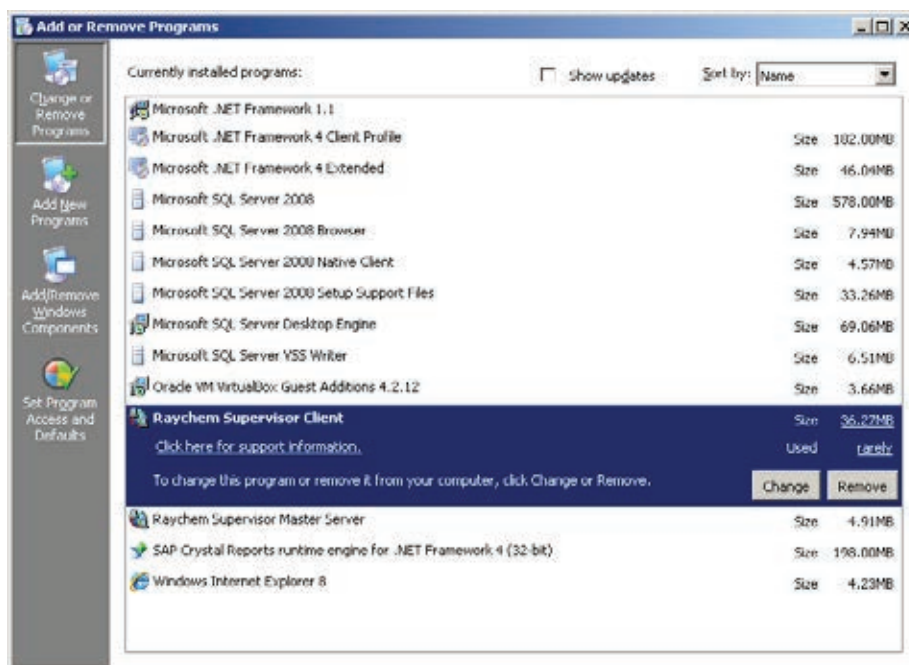 Add or Remove Programs
Change or
Remove
Programs
Add New
Programs
Add/Remove
Windows
Components
Set Program
Access and
Defaults
Currently installed programs:
Show updates
Sort by: Name
Microsoft .NET Framework 1.1
Microsoft .NET Framework 4 Client Profile Size 182.00MB
Microsoft .NET Framework 4 Extended Size 46.04MB
Microsoft SQL Server 2008 Size 578.00MB
Microsoft SQL Server 2008 Browser Size 7.94MB
Microsoft SQL Server 2008 Native Client Size 4.57MB
Microsoft SQL Server 2008 Setup Support Files Size 33.26MB
Microsoft SQL Server Desktop Engine Size 69.06MB
Microsoft SQL Server VSS Writer Size 6.51MB
Oracle VM VirtualBox Guest Additions 4.2.12 Size 3.66MB
Raychem Supervisor Client Size 36.27MB
Click here for support information. Used rarely
To change this program or remove it from your computer, click Change or Remove. Change Remove
Raychem Supervisor Master Server Size 4.91MB
SAP Crystal Reports runtime engine for .NET Framework 4 (32-bit) Size 198.00MB
Windows Internet Explorer 8 Size 4.23MB